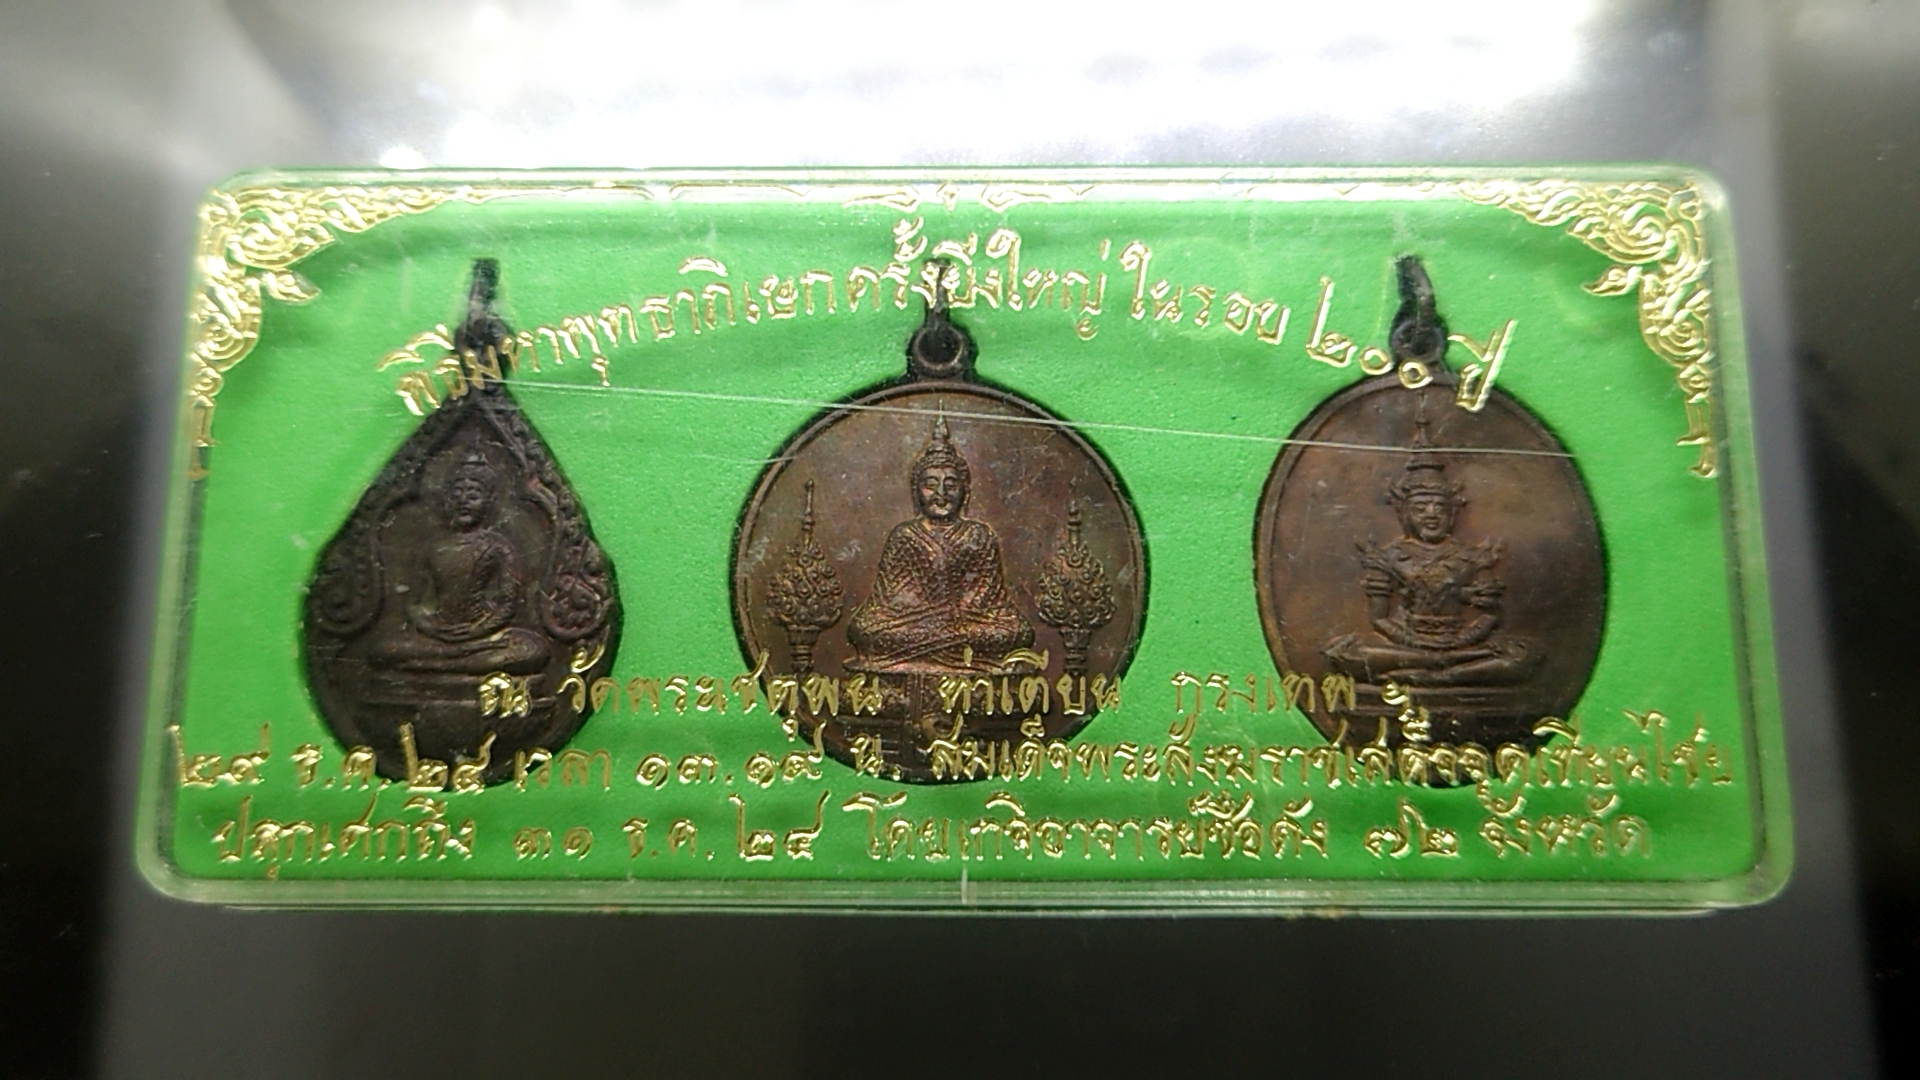 พิธีมหาพุทธาภิเษกครั้งยิ่งใหญ่ ในรอบ ๒๐๐ ปี
ณ วัดพระเชตุพน ท่าเตียน กรุงเทพ ฯ
๒๙ ธ.ค.๒๔ เวลา ๑๓.๑๙ น. สมเด็จพระสังฆราชเสด็จจุดเทียนไชย
ปลุกเศกถึง ๓๑ ธ.ค. ๒๔ โดยเกจิอาจารย์ชื่อดัง ๗๒ จังหวัด